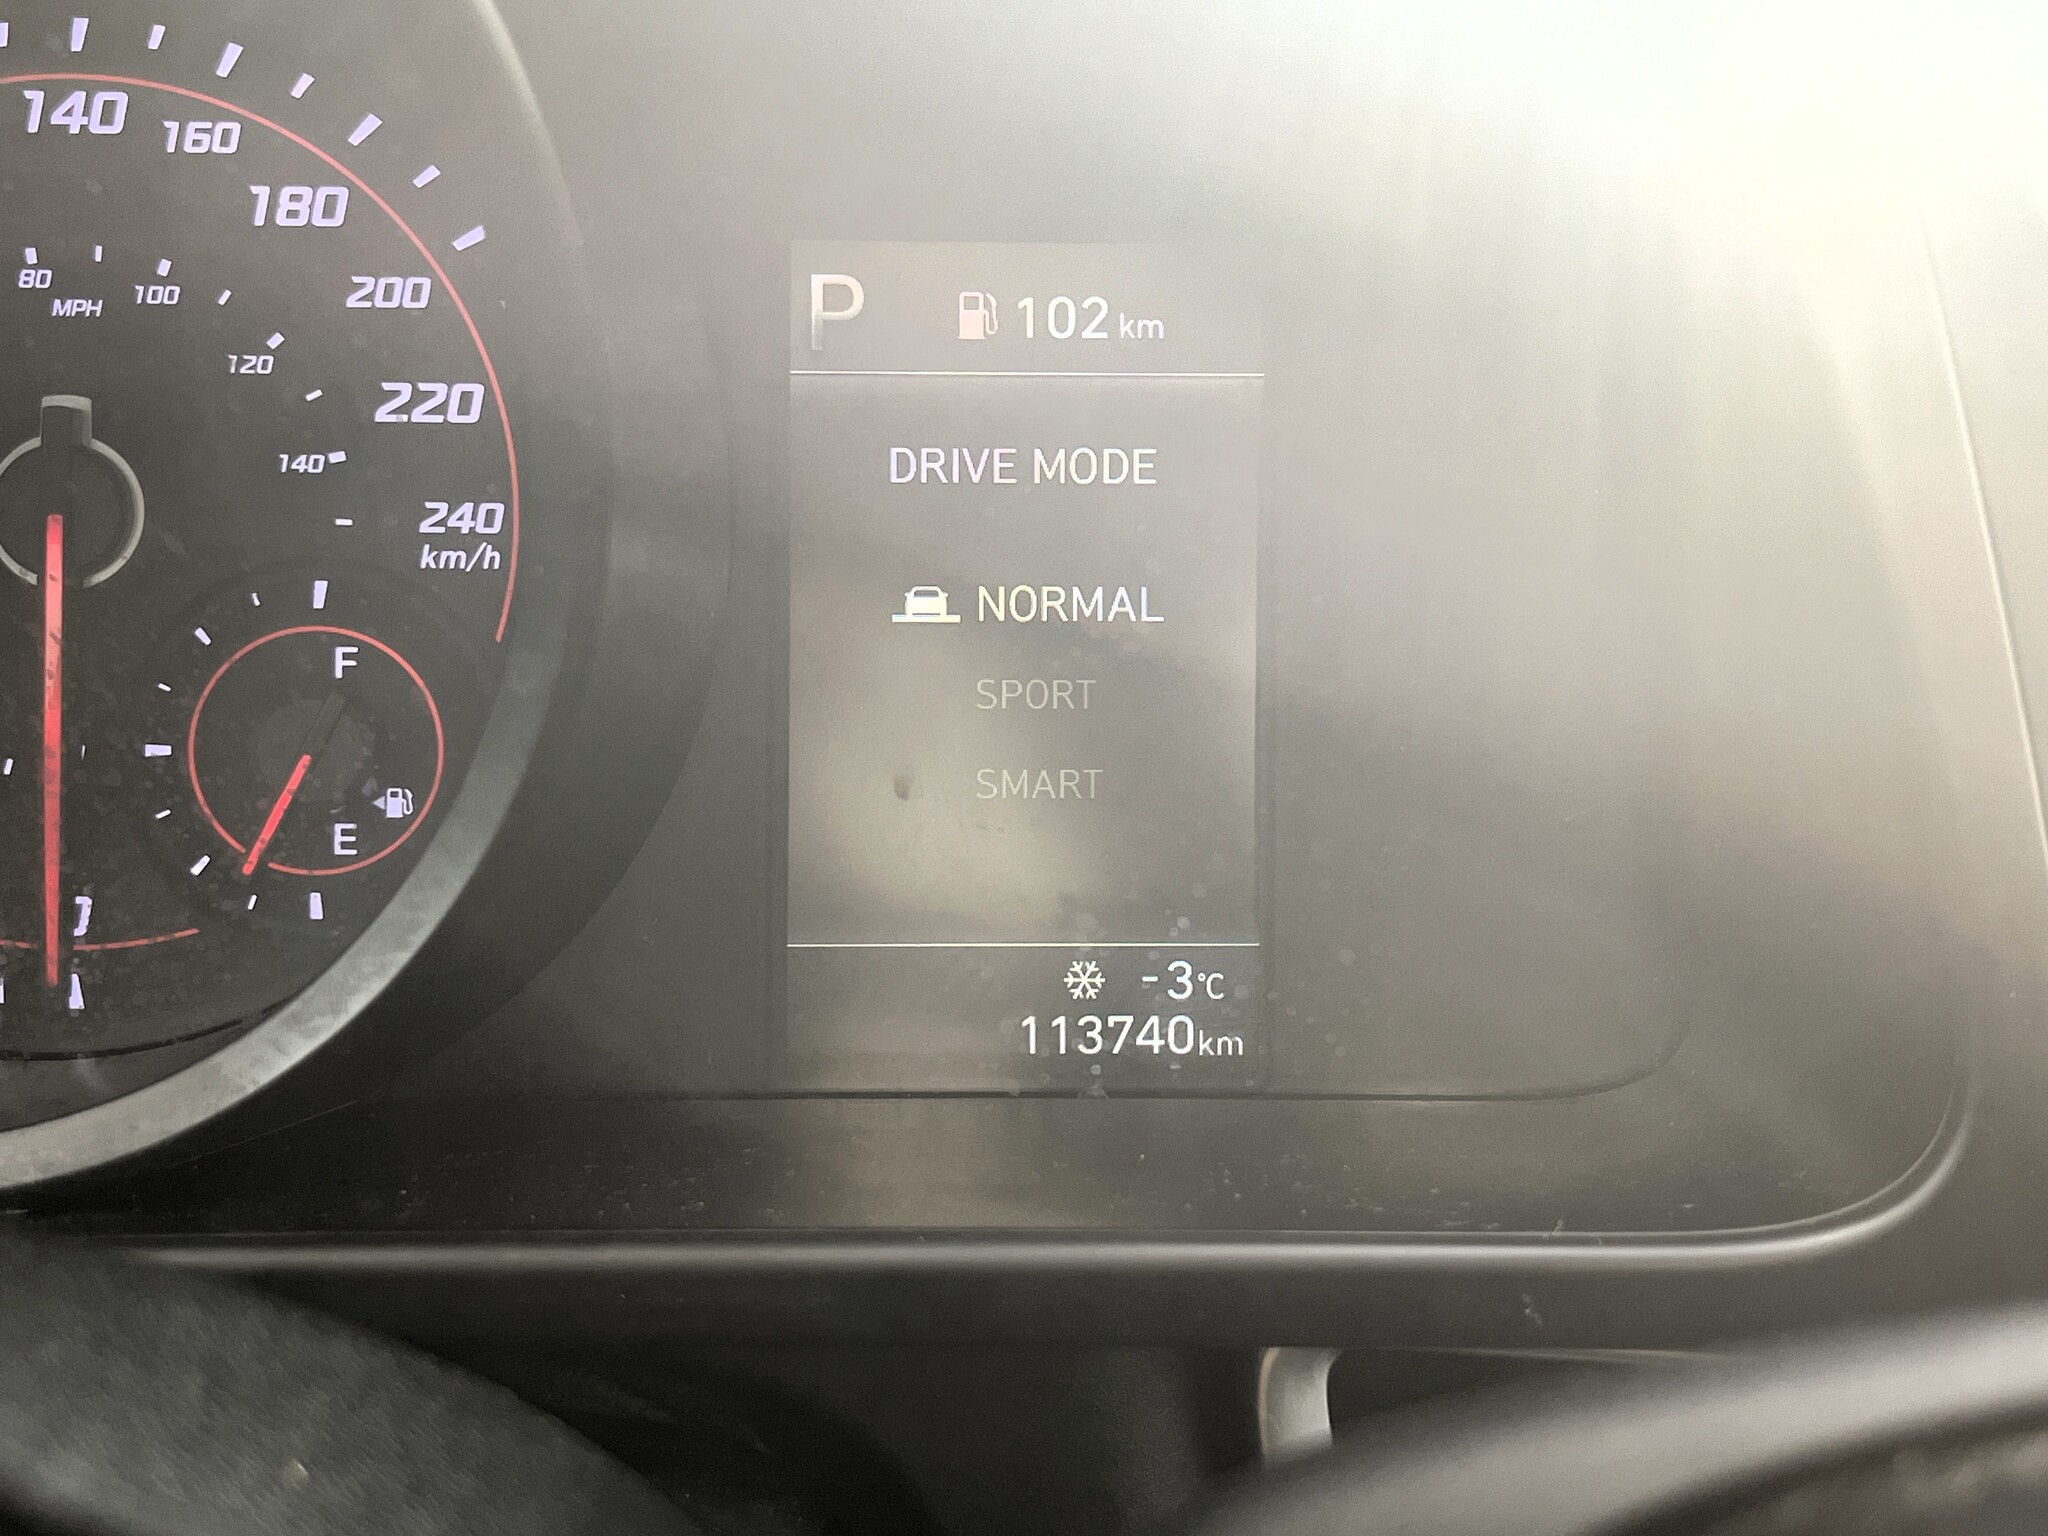 140
160
180
200
220
240
km/h
80
MPH
100
120
140
F
E
P
102 km
DRIVE MODE
NORMAL
SPORT
SMART
-3°C
113740km